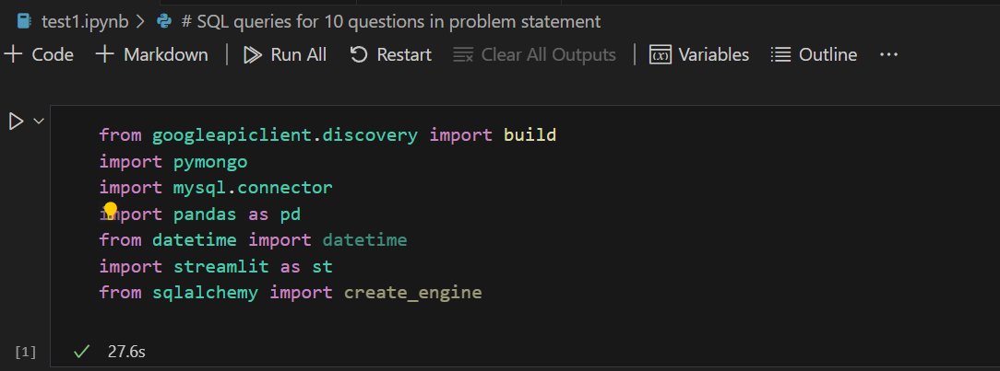 test1.ipynb > # SQL queries for 10 questions in problem statement
+ Code + Markdown | Run All Restart Clear All Outputs | Variables Outline ...
from googleapiclient.discovery import build
import pymongo
import mysql.connector
import pandas as pd
from datetime import datetime
import streamlit as st
from sqlalchemy import create_engine
[1] ✓ 27.6s